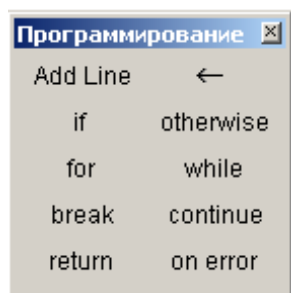 Программирование
Add Line ←
if otherwise
for while
break continue
return on error